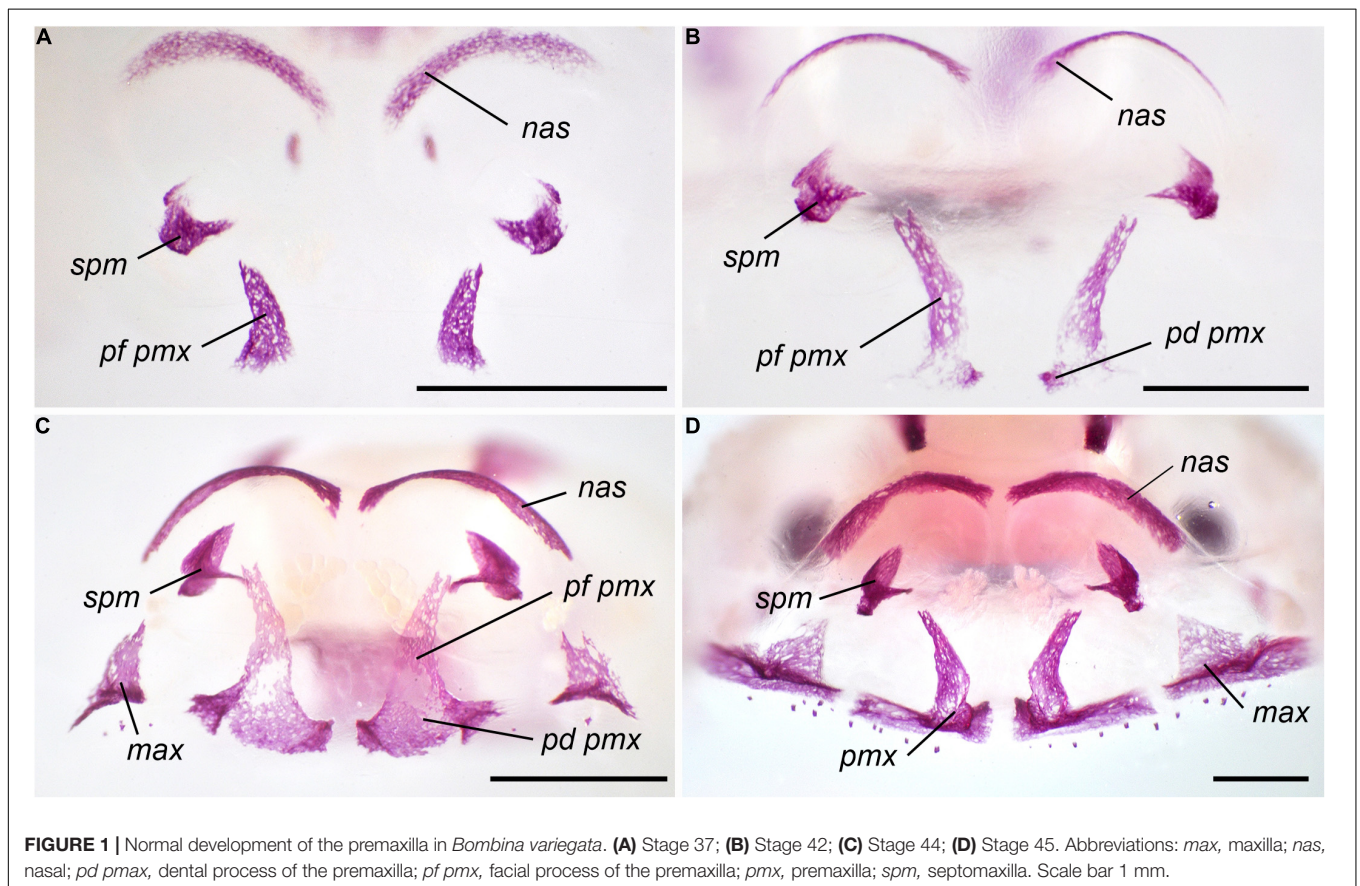 A
nas
spm
pf pmx
B
nas
spm
pf pmx
pd pmx
C
nas
spm
pf pmx
max
pd pmx
D
nas
spm
max
pmx
FIGURE 1 | Normal development of the premaxilla in Bombina variegata. (A) Stage 37; (B) Stage 42; (C) Stage 44; (D) Stage 45. Abbreviations: max, maxilla; nas,
nasal; pd pmax, dental process of the premaxilla; pf pmx, facial process of the premaxilla; pmx, premaxilla; spm, septomaxilla. Scale bar 1 mm.